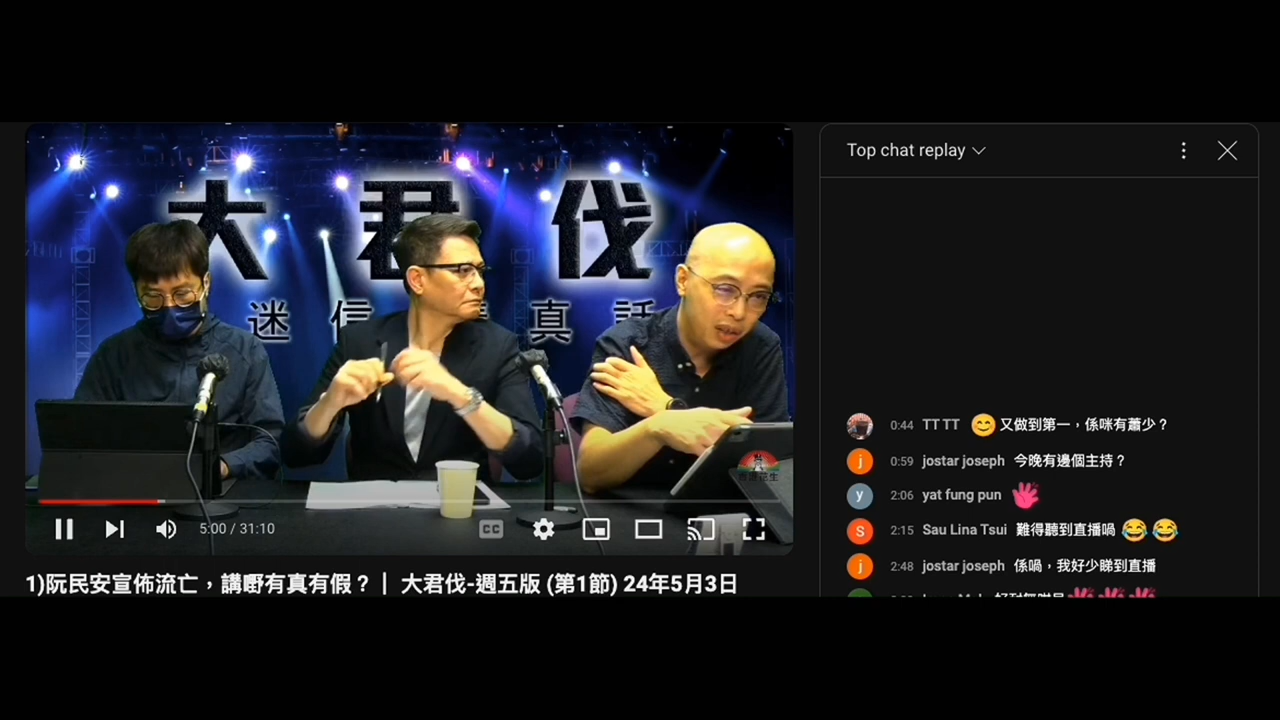 大君伐
迷信 真話
5:00 / 31:10
CC
1)阮民安宣佈流亡，講嘢有真有假？｜ 大君伐-週五版 (第1節) 24年5月3日
Top chat replay
0:44 TT TT 😊 又做到第一，係咪有蕭少？
j 0:59 jostar joseph 今晚有邊個主持？
y 2:06 yat fung pun
S 2:15 Sau Lina Tsui 難得聽到直播喎 😂 😂
j 2:48 jostar joseph 係喎，我好少睇到直播